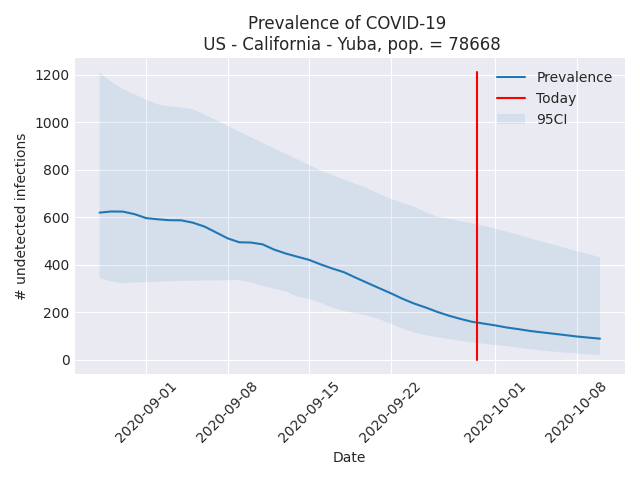 Prevalence of COVID-19
US - California - Yuba, pop. = 78668
Prevalence
Today
95CI
# undetected infections
1200
1000
800
600
400
200
0
2020-09-01
2020-09-08
2020-09-15
2020-09-22
2020-10-01
2020-10-08
Date